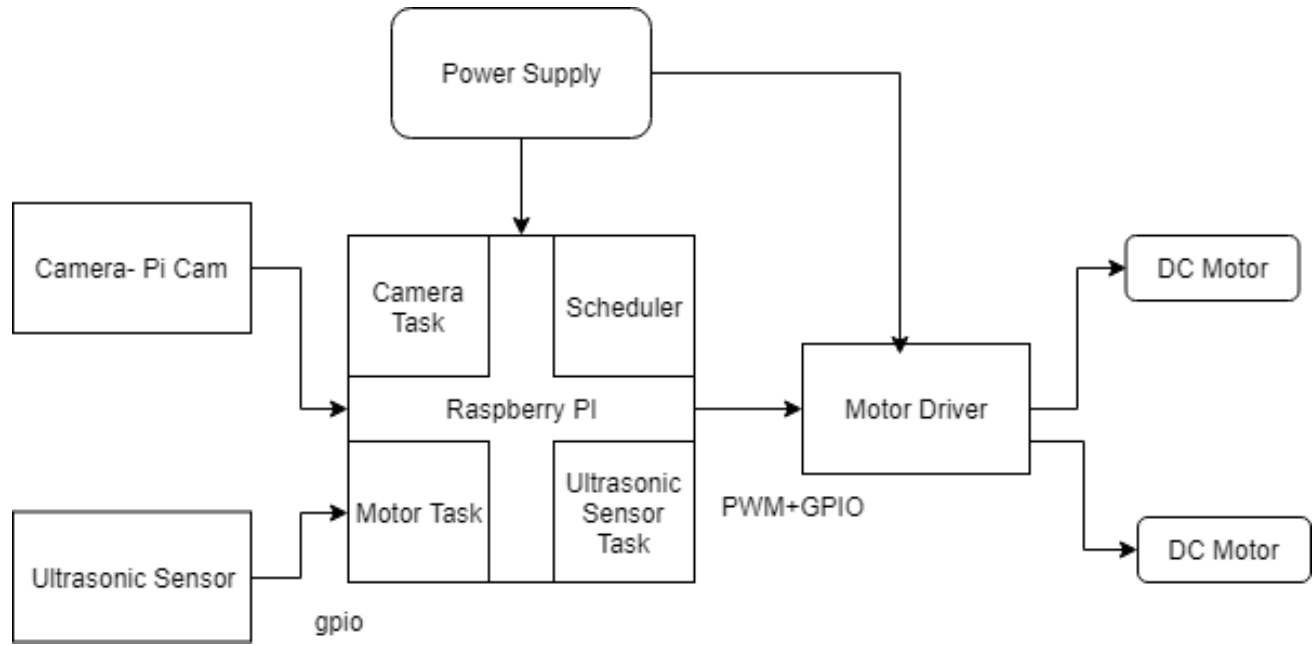 Power Supply
Camera- Pi Cam
Camera
Task
Scheduler
DC Motor
Raspberry PI
Motor Driver
Motor Task
Ultrasonic
Sensor
Task
PWM+GPIO
DC Motor
Ultrasonic Sensor
gpio